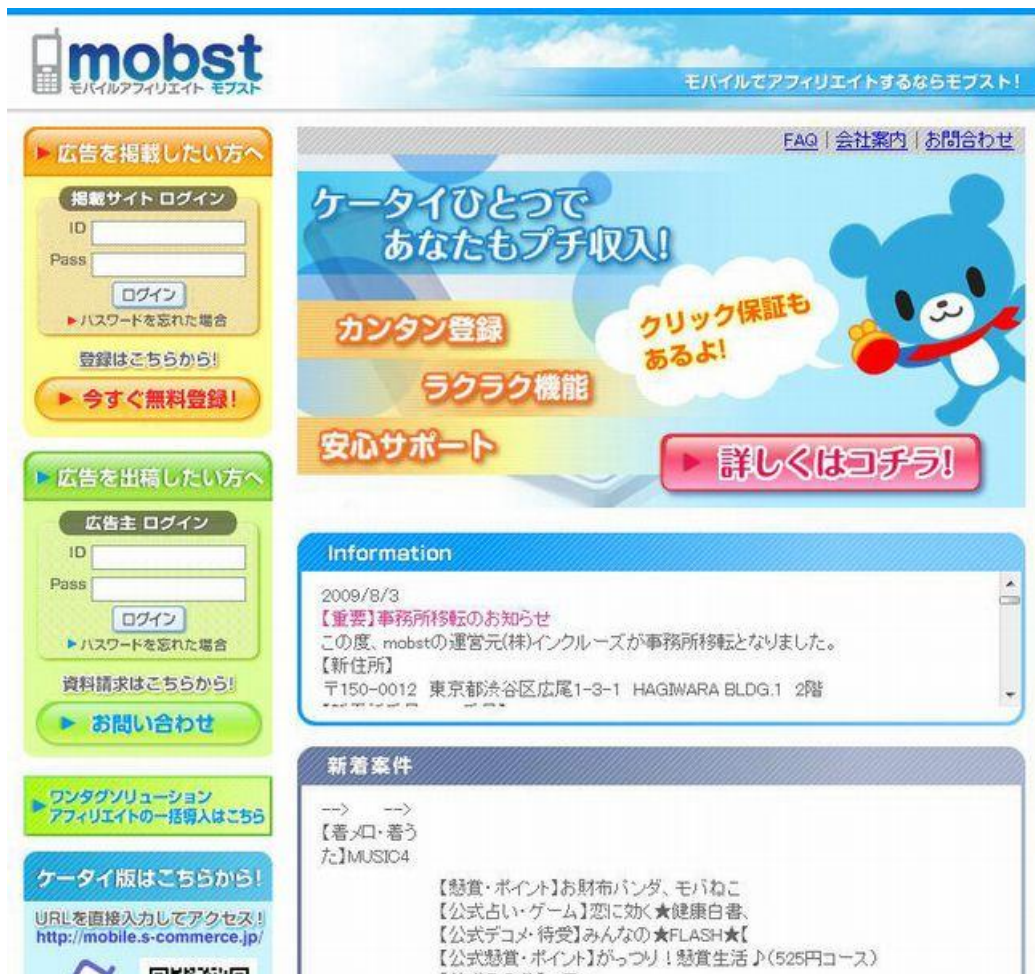 mobst
モバイルアフィリエイト モブスト
モバイルでアフィリエイトするならモブスト!
FAQ | 会社案内 | お問合わせ
広告を掲載したい方へ
掲載サイト ログイン
ID
Pass
ログイン
パスワードを忘れた場合
登録はこちらから!
今すぐ無料登録!
広告を出稿したい方へ
広告主 ログイン
ID
Pass
ログイン
パスワードを忘れた場合
資料請求はこちらから!
お問い合わせ
ワンタグソリューション
アフィリエイトの一括導入はこちら
ケータイ版はこちらから!
URLを直接入力してアクセス!
http://mobile.s-commerce.jp/
ケータイひとつで
あなたもプチ収入!
カンタン登録
ラクラク機能
安心サポート
クリック保証も
あるよ!
詳しくはコチラ!
Information
2009/8/3
【重要】事務所移転のお知らせ
この度、mobstの運営元(株)インクルーズが事務所移転となりました。
【新住所】
〒150-0012 東京都渋谷区広尾1-3-1 HAGIWARA BLDG.1 2階
新着案件
--> -->
【着メロ・着う
た】MUSIC4
【懸賞・ポイント】お財布パンダ、モバねこ
【公式占い・ゲーム】恋に効く★健康白書、
【公式デコメ・待受】みんなの★FLASH★【
【公式懸賞・ポイント】がっつり!懸賞生活♪(525円コース)